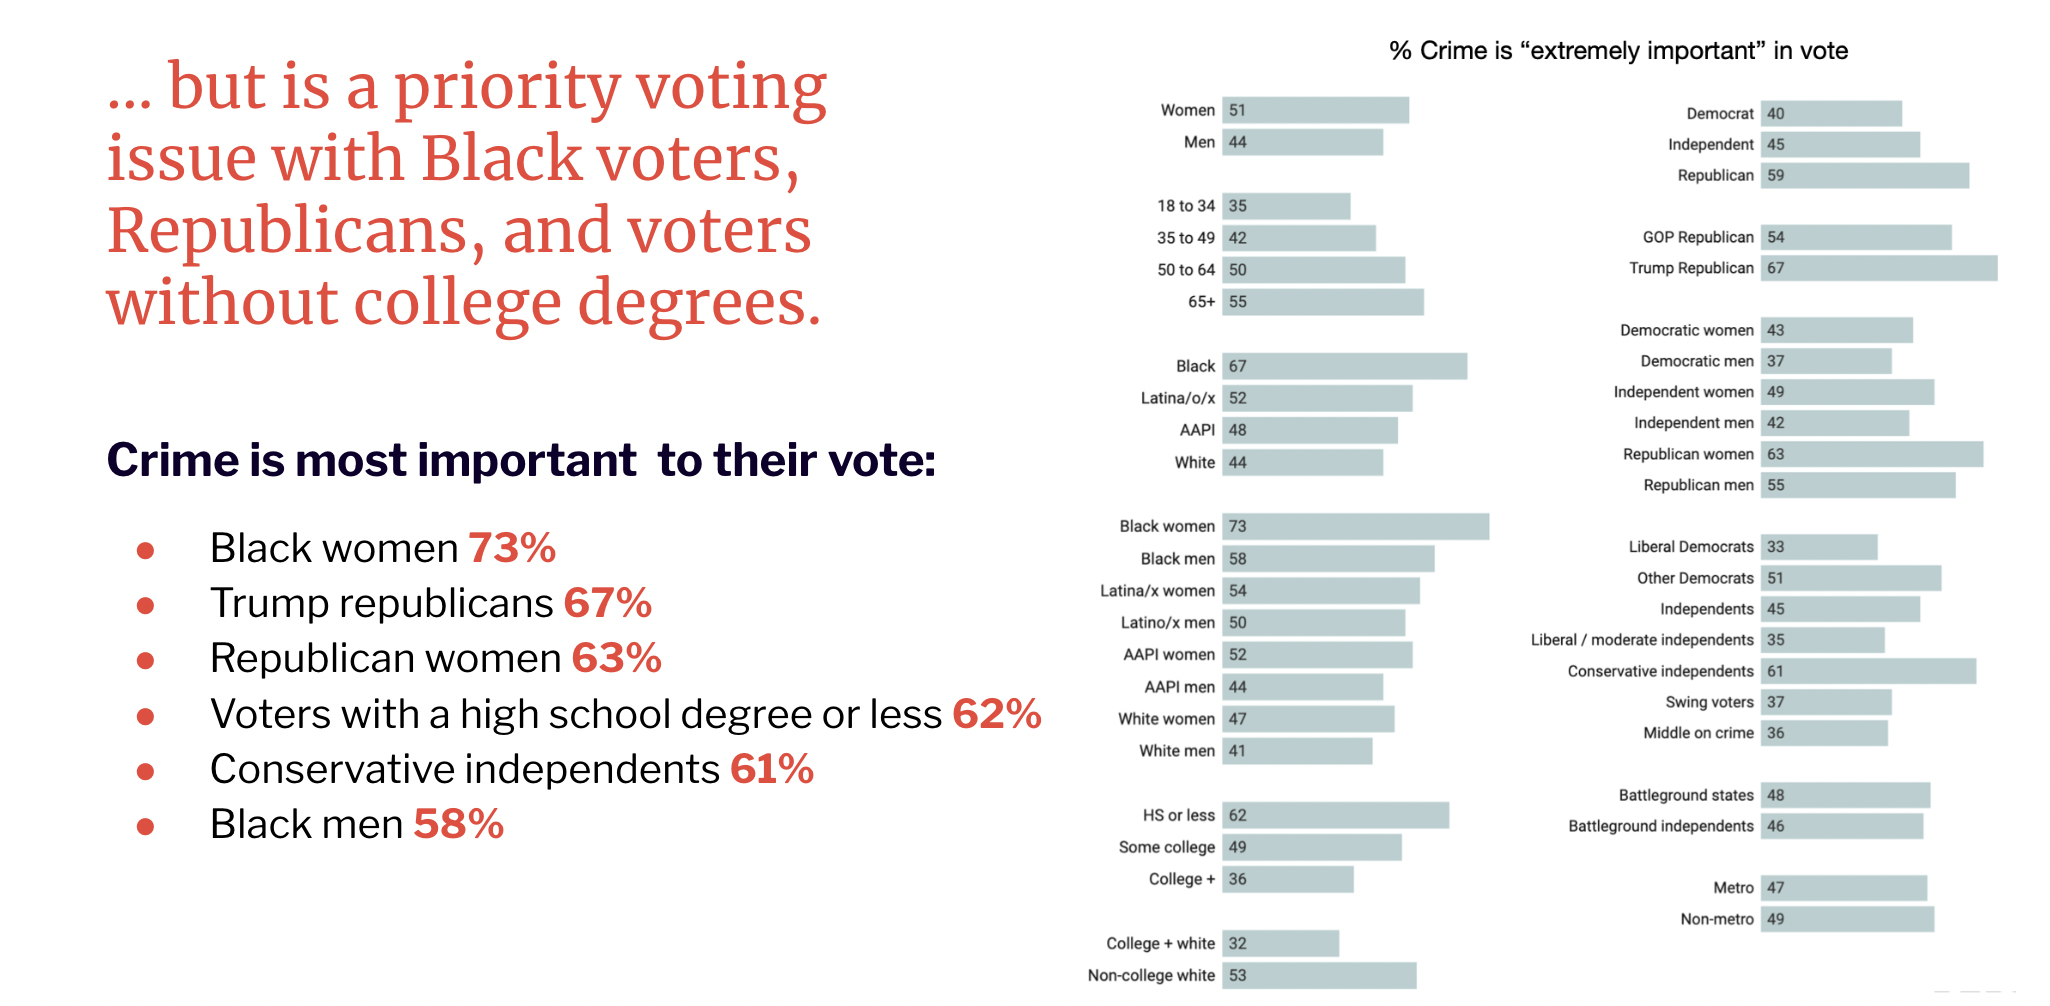 ... but is a priority voting
issue with Black voters,
Republicans, and voters
without college degrees.
Crime is most important  to their vote:
● Black women 73%
● Trump republicans 67%
● Republican women 63%
● Voters with a high school degree or less 62%
● Conservative independents 61%
● Black men 58%
% Crime is “extremely important” in vote
Women 51
Men 44
18 to 34 35
35 to 49 42
50 to 64 50
65+ 55
Black 67
Latina/o/x 52
AAPI 48
White 44
Black women 73
Black men 58
Latina/x women 54
Latino/x men 50
AAPI women 52
AAPI men 44
White women 47
White men 41
HS or less 62
Some college 49
College + 36
College + white 32
Non-college white 53
Democrat 40
Independent 45
Republican 59
GOP Republican 54
Trump Republican 67
Democratic women 43
Democratic men 37
Independent women 49
Independent men 42
Republican women 63
Republican men 55
Liberal Democrats 33
Other Democrats 51
Independents 45
Liberal / moderate independents 35
Conservative independents 61
Swing voters 37
Middle on crime 36
Battleground states 48
Battleground independents 46
Metro 47
Non-metro 49